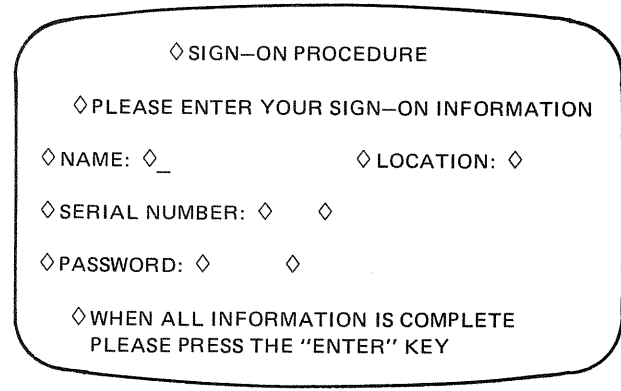 ◇ SIGN—ON PROCEDURE
◇ PLEASE ENTER YOUR SIGN—ON INFORMATION
◇ NAME: ◇_ ◇ LOCATION: ◇
◇ SERIAL NUMBER: ◇ ◇
◇ PASSWORD: ◇ ◇
◇ WHEN ALL INFORMATION IS COMPLETE
PLEASE PRESS THE "ENTER" KEY